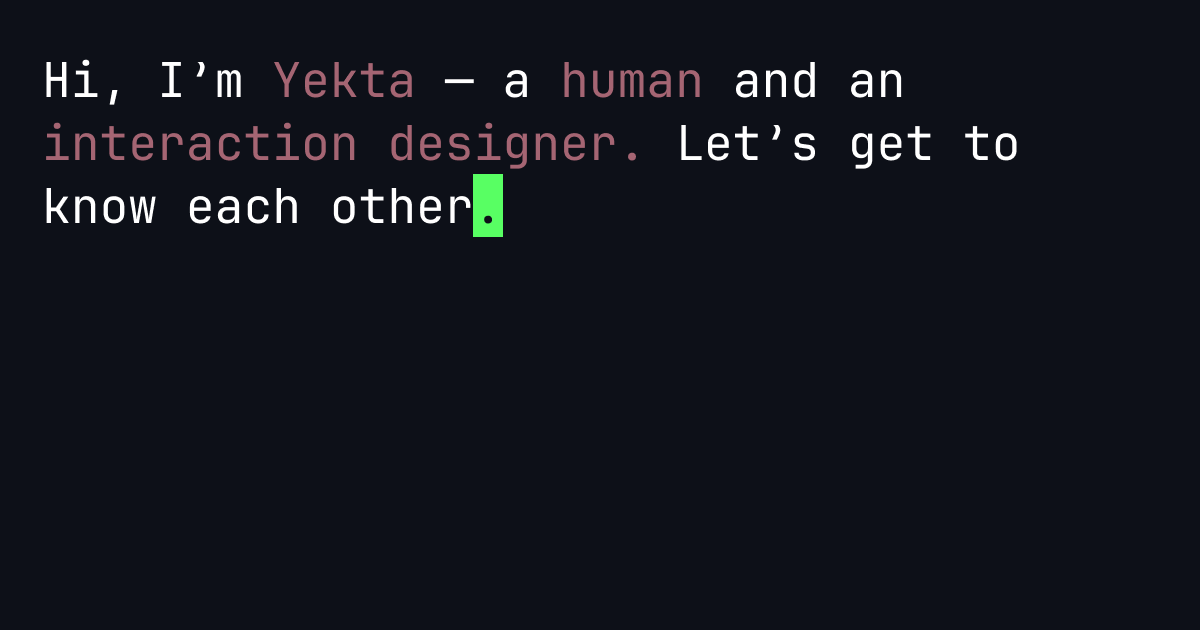 Hi, I’m Yekta — a human and an
interaction designer. Let’s get to
know each other.